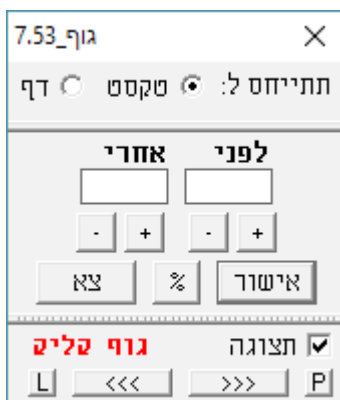 גוף_7.53
תתייחס ל: טקסט דף
לפני אחרי
+ - + -
אישור % צא
תצוגה גוף קליק
P >>> <<< L